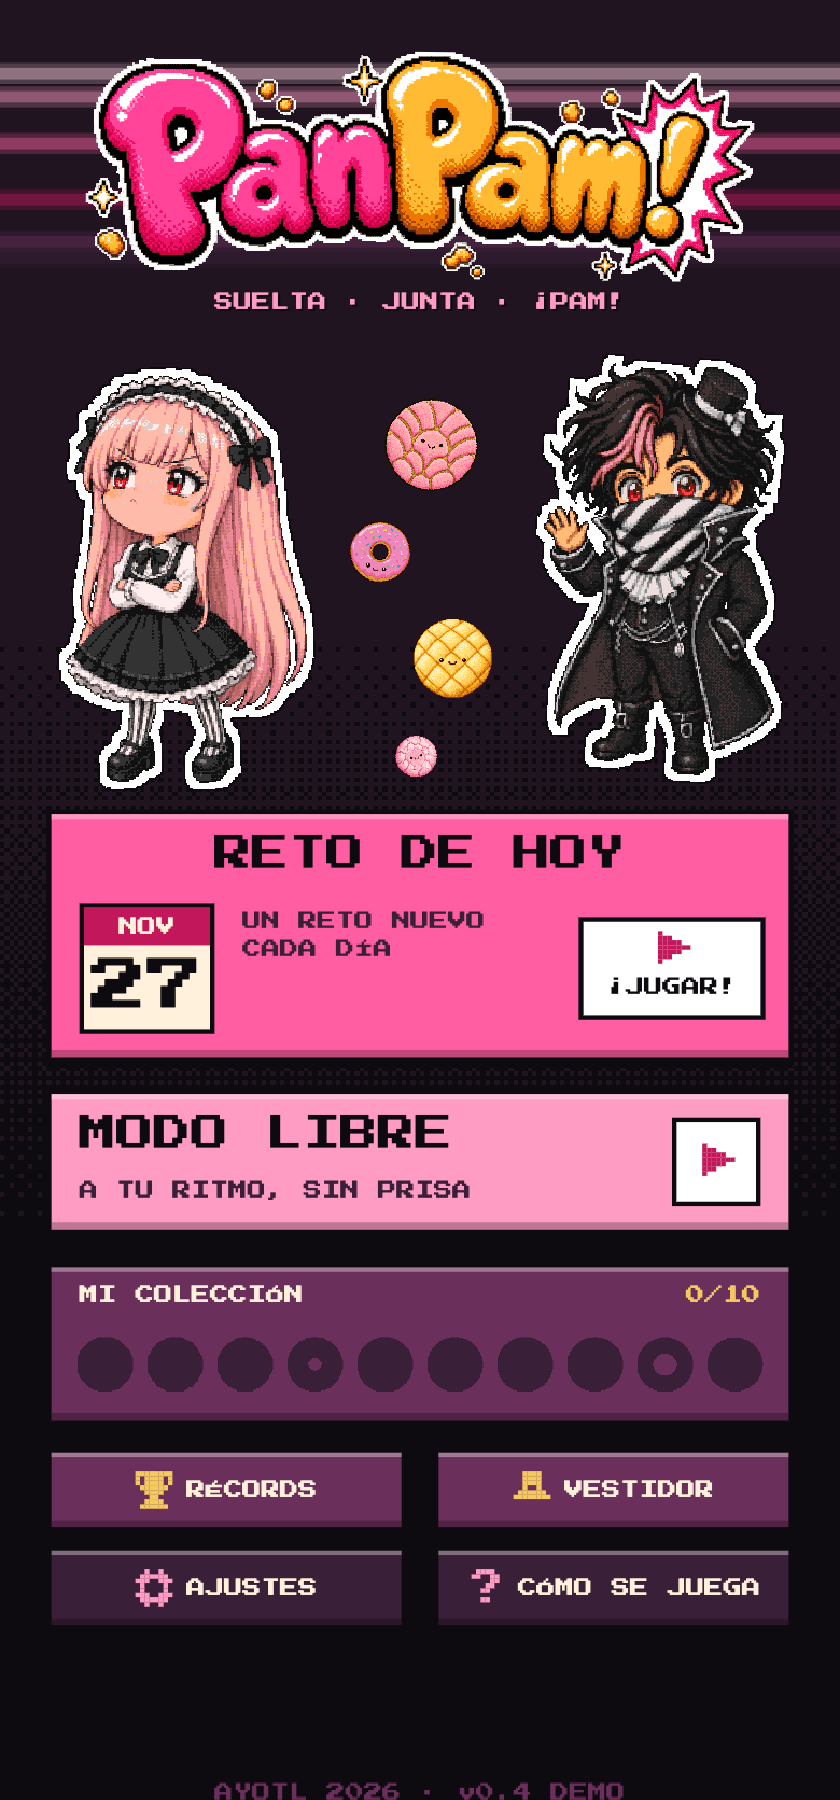 PanPam!
SUELTA · JUNTA · ¡PAM!
RETO DE HOY
NOV
27
UN RETO NUEVO
CADA DíA
¡JUGAR!
MODO LIBRE
A TU RITMO, SIN PRISA
MI COLECCIóN
0/10
RÉCORDS
VESTIDOR
AJUSTES
? CóMO SE JUEGA
AYOTL 2026 · v0.4 DEMO